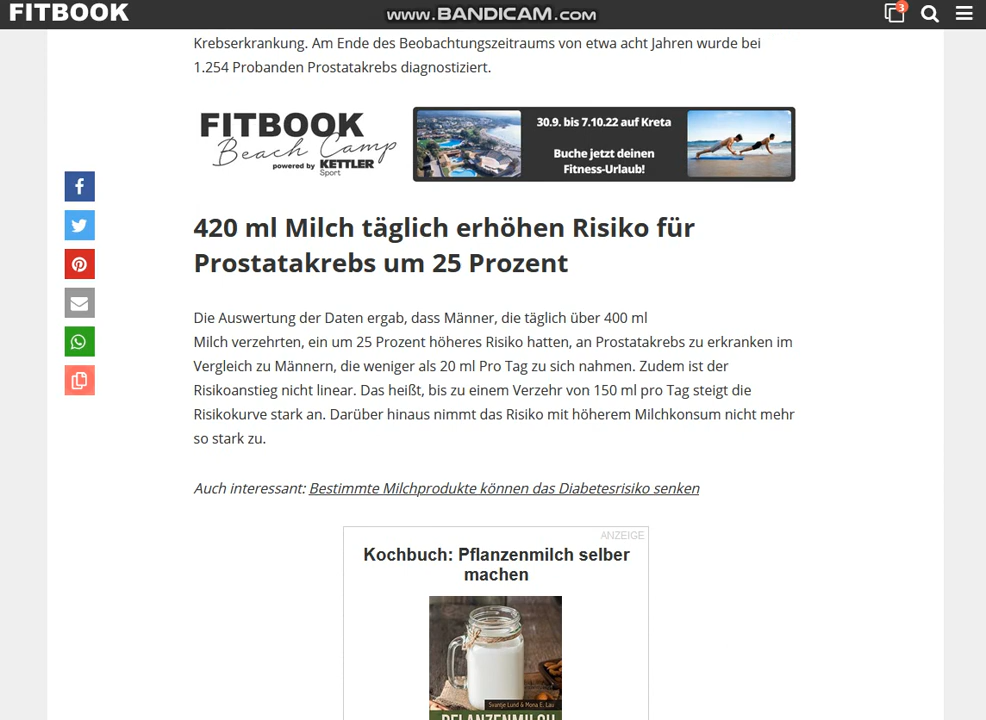 FITBOOK
www.BANDICAM.com
3
Krebserkrankung. Am Ende des Beobachtungszeitraums von etwa acht Jahren wurde bei
1.254 Probanden Prostatakrebs diagnostiziert.
FITBOOK
Beach Camp
powered by KETTLER
Sport
30.9. bis 7.10.22 auf Kreta
Buche jetzt deinen
Fitness-Urlaub!
420 ml Milch täglich erhöhen Risiko für
Prostatakrebs um 25 Prozent
Die Auswertung der Daten ergab, dass Männer, die täglich über 400 ml
Milch verzehrten, ein um 25 Prozent höheres Risiko hatten, an Prostatakrebs zu erkranken im
Vergleich zu Männern, die weniger als 20 ml Pro Tag zu sich nahmen. Zudem ist der
Risikoanstieg nicht linear. Das heißt, bis zu einem Verzehr von 150 ml pro Tag steigt die
Risikokurve stark an. Darüber hinaus nimmt das Risiko mit höherem Milchkonsum nicht mehr
so stark zu.
Auch interessant: Bestimmte Milchprodukte können das Diabetesrisiko senken
ANZEIGE
Kochbuch: Pflanzenmilch selber
machen
Svantje Lund & Mona E. Lau
PFLANZENMILCH